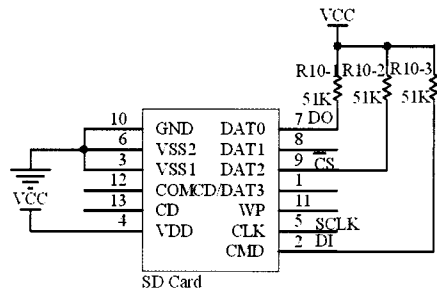 VCC
R10-1 R10-2 R10-3
51K 51K 51K
10 GND DAT0 7 DO
6 VSS2 DAT1 8
3 VSS1 DAT2 9 CS
12 COMCD/DAT3 1
13 CD WP 11
VCC
4 VDD CLK 5 SCLK
CMD 2 DI
SD Card